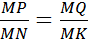 MP/MN = MQ/MK